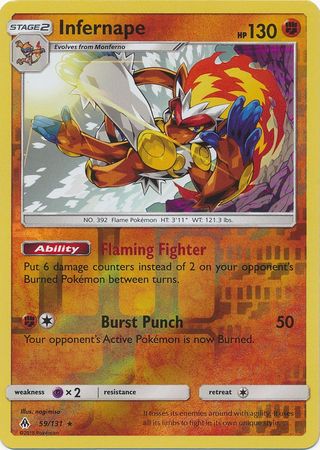 STAGE 2
Infernape
HP 130
Evolves from Monferno
NO. 392 Flame Pokémon HT: 3'11" WT: 121.3 lbs.
Ability Flaming Fighter
Put 6 damage counters instead of 2 on your opponent's
Burned Pokémon between turns.
Burst Punch 50
Your opponent's Active Pokémon is now Burned.
weakness × 2 resistance retreat
Illus. nagimiso
59/131 ★
©2018 Pokémon
It tosses its enemies around with agility. It uses
all its limbs to fight in its own unique style.